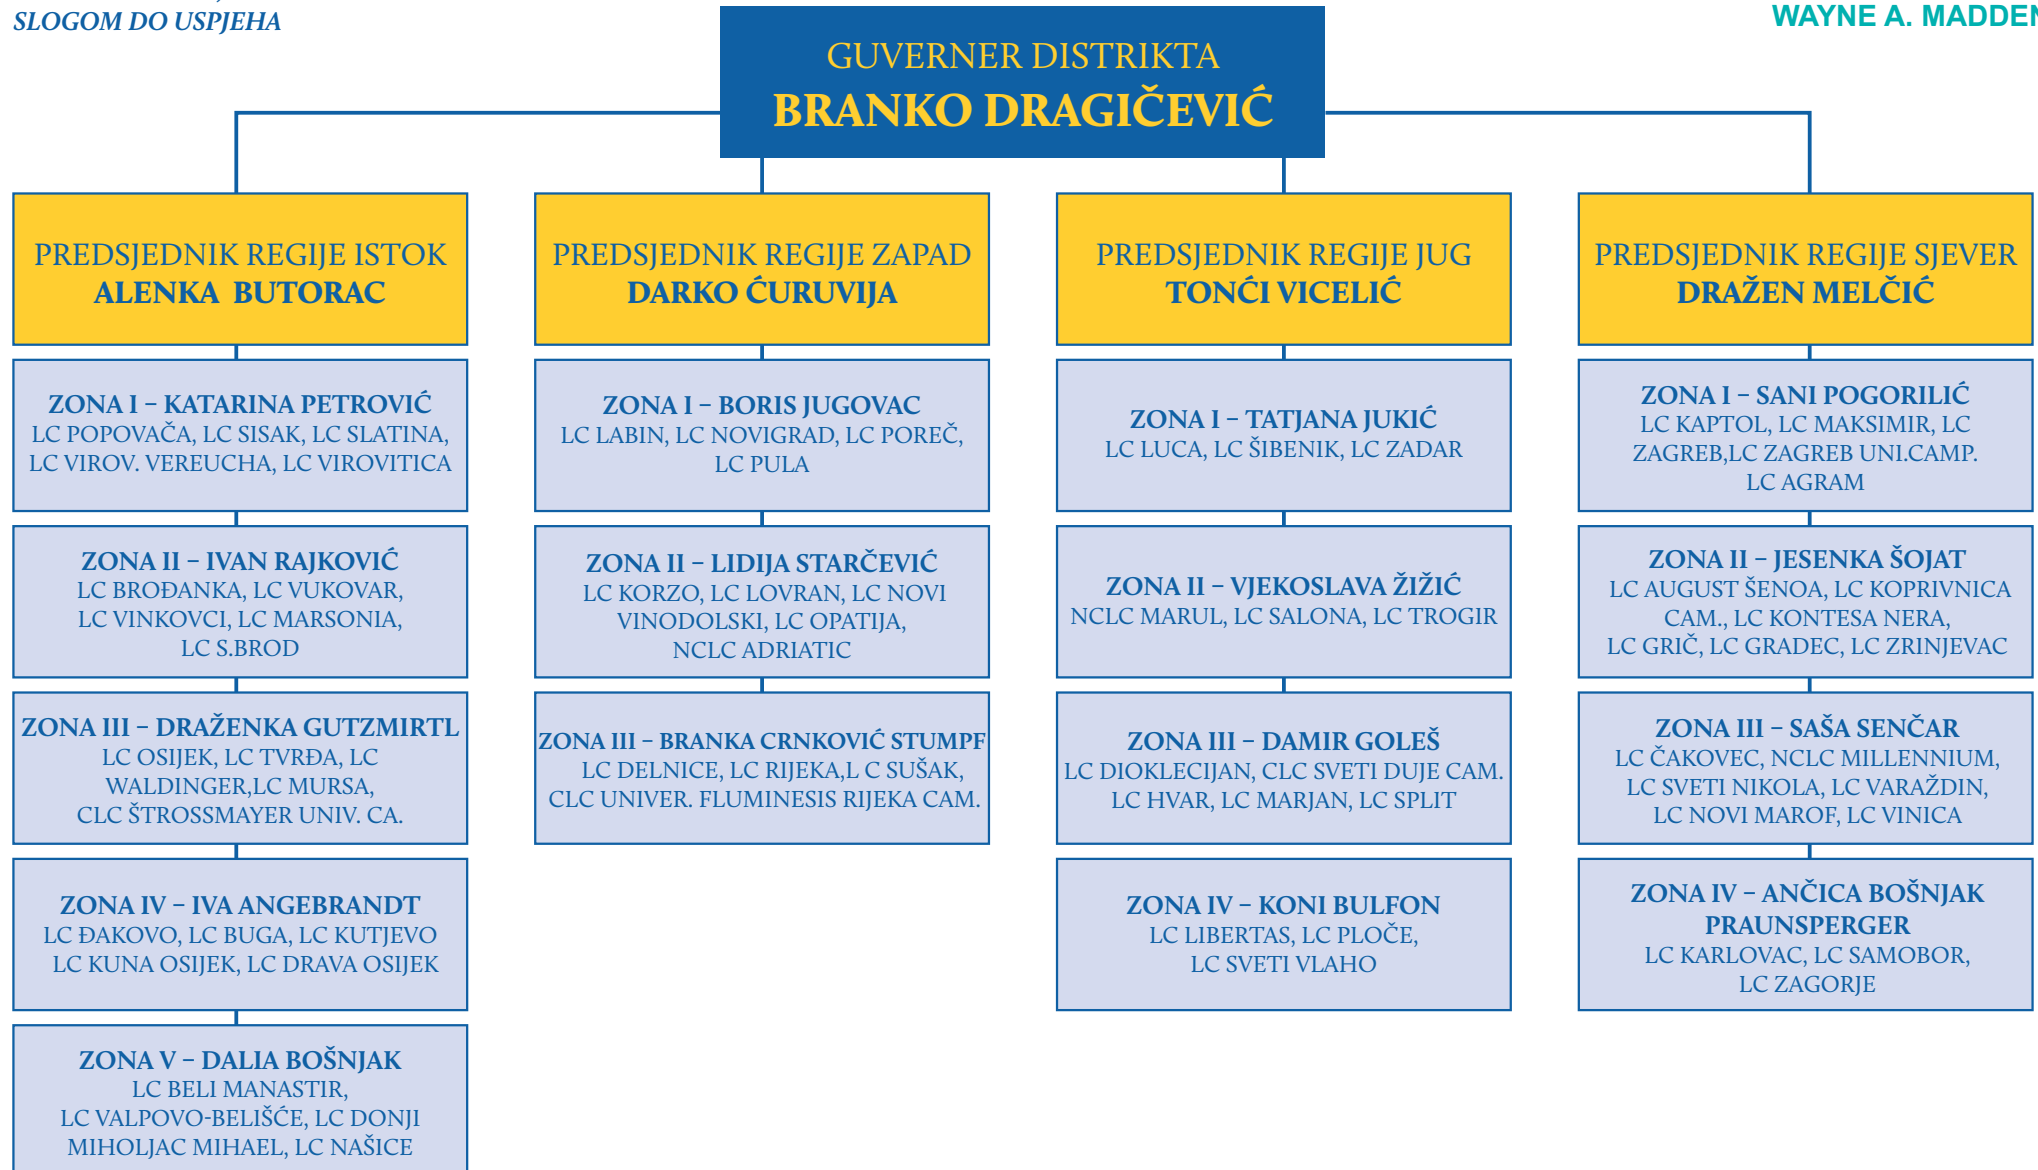 SLOGOM DO USPJEHA
WAYNE A. MADDEN
GUVERNER DISTRIKTA
BRANKO DRAGIČEVIĆ
PREDSJEDNIK REGIJE ISTOK
ALENKA BUTORAC
ZONA I – KATARINA PETROVIĆ
LC POPOVAČA, LC SISAK, LC SLATINA,
LC VIROV. VEREUCHA, LC VIROVITICA
ZONA II – IVAN RAJKOVIĆ
LC BROĐANKA, LC VUKOVAR,
LC VINKOVCI, LC MARSONIA,
LC S.BROD
ZONA III – DRAŽENKA GUTZMIRTL
LC OSIJEK, LC TVRĐA, LC
WALDINGER,LC MURSA,
CLC ŠTROSSMAYER UNIV. CA.
ZONA IV – IVA ANGEBRANDT
LC ĐAKOVO, LC BUGA, LC KUTJEVO
LC KUNA OSIJEK, LC DRAVA OSIJEK
ZONA V – DALIA BOŠNJAK
LC BELI MANASTIR,
LC VALPOVO-BELIŠĆE, LC DONJI
MIHOLJAC MIHAEL, LC NAŠICE
PREDSJEDNIK REGIJE ZAPAD
DARKO ĆURUVIJA
ZONA I – BORIS JUGOVAC
LC LABIN, LC NOVIGRAD, LC POREČ,
LC PULA
ZONA II – LIDIJA STARČEVIĆ
LC KORZO, LC LOVRAN, LC NOVI
VINODOLSKI, LC OPATIJA,
NCLC ADRIATIC
ZONA III – BRANKA CRNKOVIĆ STUMPF
LC DELNICE, LC RIJEKA,L C SUŠAK,
CLC UNIVER. FLUMINESIS RIJEKA CAM.
PREDSJEDNIK REGIJE JUG
TONĆI VICELIĆ
ZONA I – TATJANA JUKIĆ
LC LUCA, LC ŠIBENIK, LC ZADAR
ZONA II – VJEKOSLAVA ŽIŽIĆ
NCLC MARUL, LC SALONA, LC TROGIR
ZONA III – DAMIR GOLEŠ
LC DIOKLECIJAN, CLC SVETI DUJE CAM.
LC HVAR, LC MARJAN, LC SPLIT
ZONA IV – KONI BULFON
LC LIBERTAS, LC PLOČE,
LC SVETI VLAHO
PREDSJEDNIK REGIJE SJEVER
DRAŽEN MELČIĆ
ZONA I – SANI POGORILIĆ
LC KAPTOL, LC MAKSIMIR, LC
ZAGREB,LC ZAGREB UNI.CAMP.
LC AGRAM
ZONA II – JESENKA ŠOJAT
LC AUGUST ŠENOA, LC KOPRIVNICA
CAM., LC KONTESA NERA,
LC GRIČ, LC GRADEC, LC ZRINJEVAC
ZONA III – SAŠA SENČAR
LC ČAKOVEC, NCLC MILLENNIUM,
LC SVETI NIKOLA, LC VARAŽDIN,
LC NOVI MAROF, LC VINICA
ZONA IV – ANČICA BOŠNJAK
PRAUNSPERGER
LC KARLOVAC, LC SAMOBOR,
LC ZAGORJE